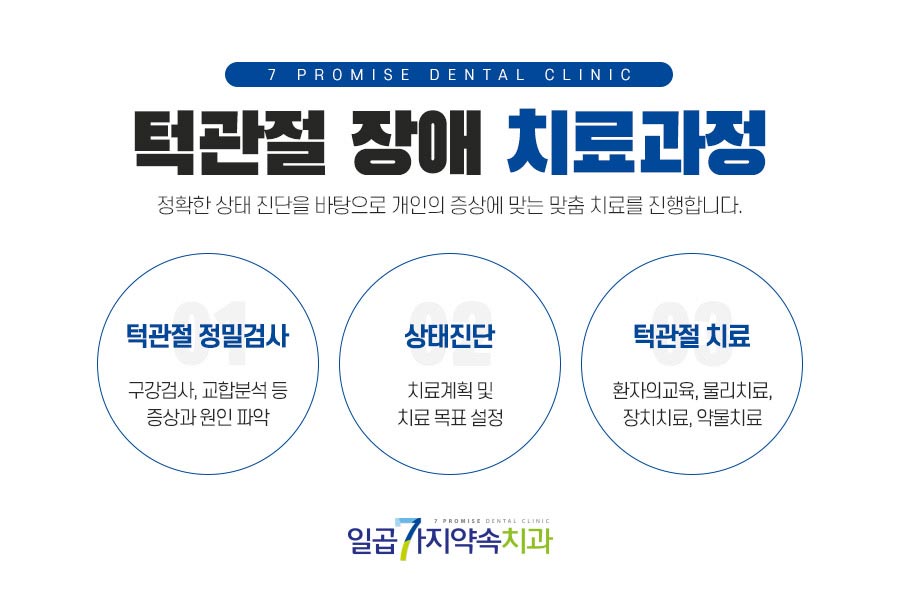 7 PROMISE DENTAL CLINIC
턱관절 장애 치료과정
정확한 상태 진단을 바탕으로 개인의 증상에 맞는 맞춤 치료를 진행합니다.
01
턱관절 정밀검사
구강검사, 교합분석 등
증상과 원인 파악
02
상태진단
치료계획 및
치료 목표 설정
03
턱관절 치료
환자의교육, 물리치료,
장치치료, 약물치료
7 PROMISE DENTAL CLINIC
일곱7가지약속치과